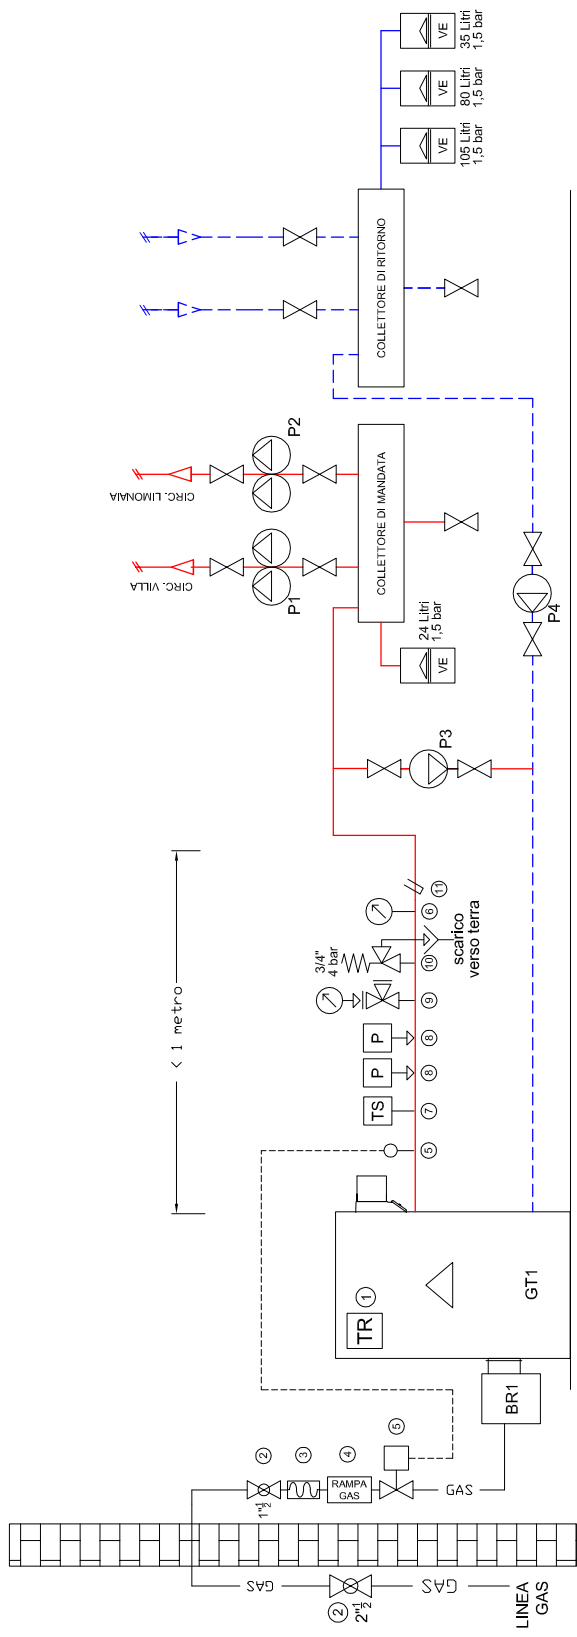 VE
35 Litri
1,5 bar
VE
80 Litri
1,5 bar
VE
105 Litri
1,5 bar
COLLETTORE DI RITORNO
CIRC. LIMONAIA
P2
CIRC. VILLA
P1
COLLETTORE DI MANDATA
VE
24 Litri
1,5 bar
P4
P3
< 1 metro
11
6
3/4"
4 bar
10
scarico
verso terra
9
P
8
P
8
TS
7
5
TR
1
GT1
BR1
2
1"1/2
3
4
RAMPA
GAS
5
GAS
GAS
2
2"1/2
GAS
LINEA
GAS